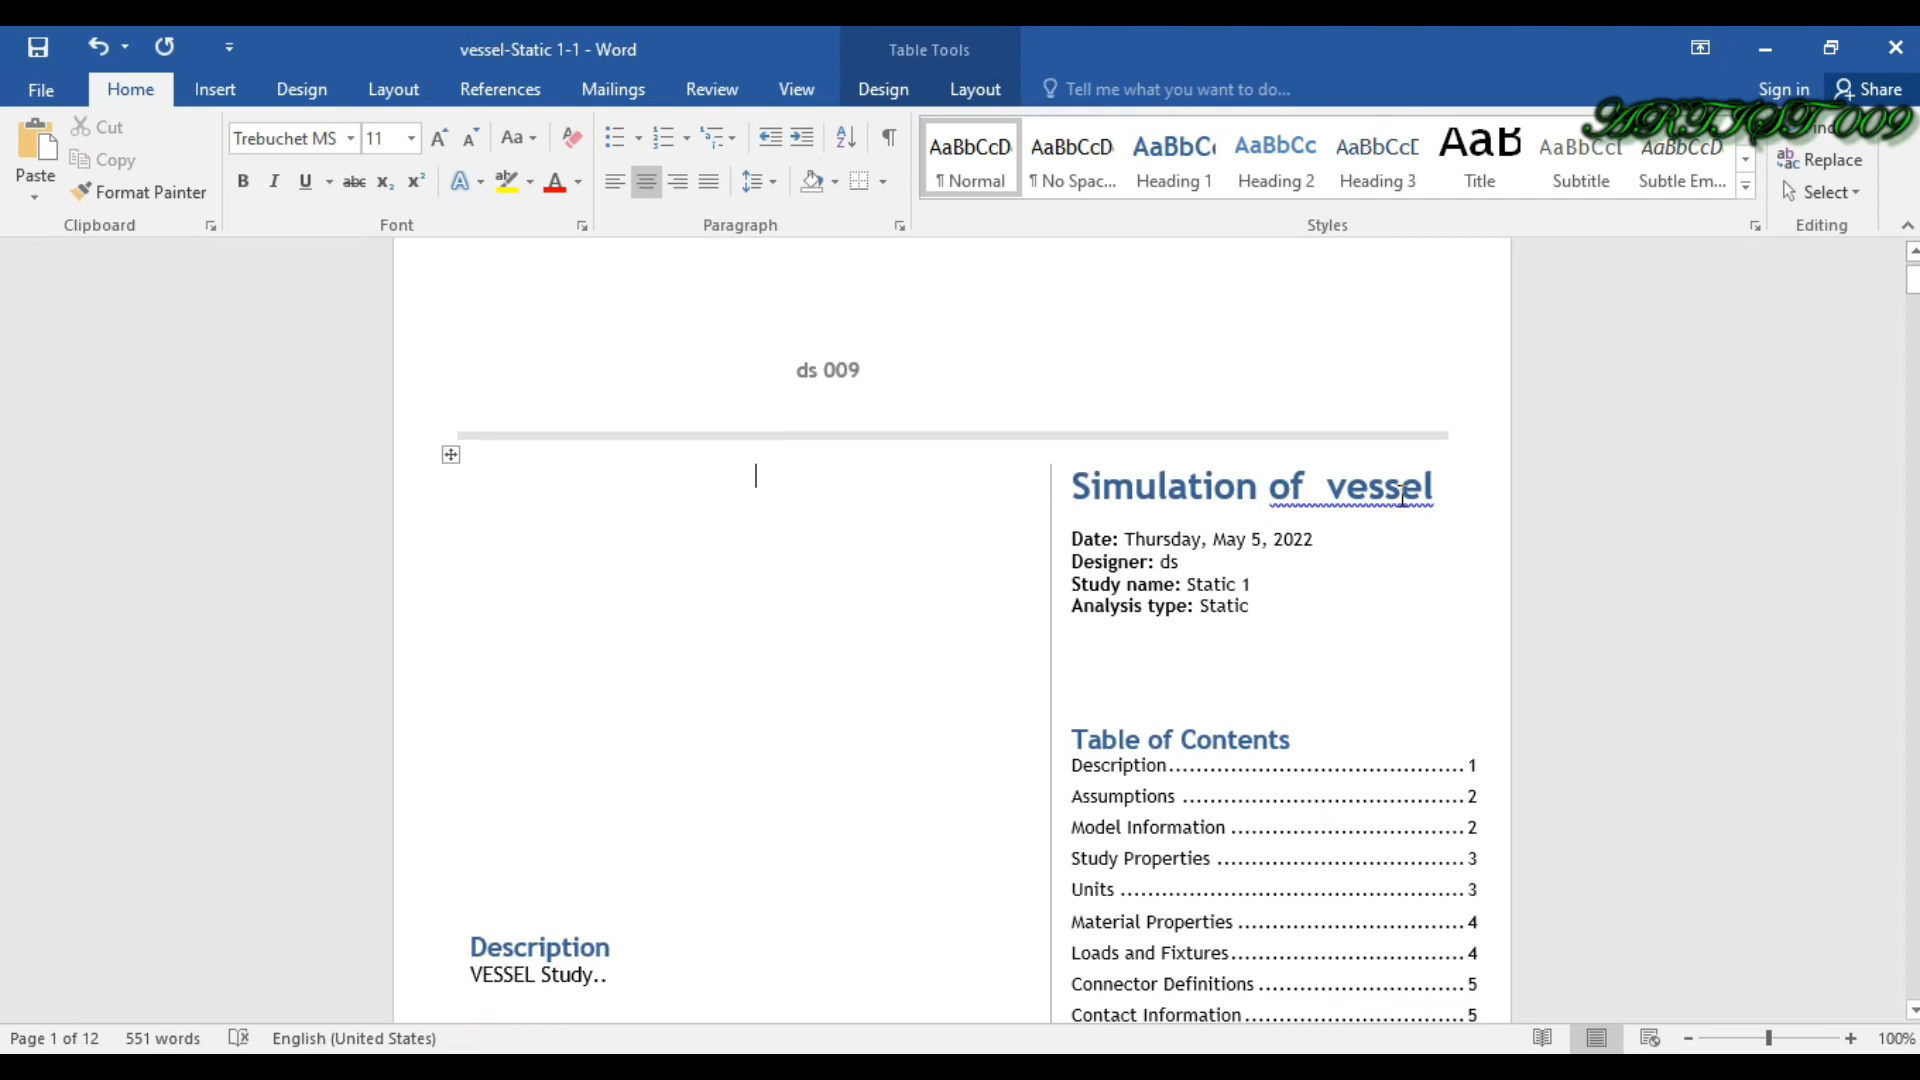 vessel-Static 1-1 - Word
Table Tools
File
Home
Insert
Design
Layout
References
Mailings
Review
View
Design
Layout
Tell me what you want to do...
Sign in
Share
ARTIST 009
Paste
Cut
Copy
Format Painter
Clipboard
Trebuchet MS
11
Font
Paragraph
AaBbCcD
¶ Normal
AaBbCcD
¶ No Spac...
AaBbC
Heading 1
AaBbCc
Heading 2
AaBbCcD
Heading 3
AaB
Title
AaBbCcD
Subtitle
AaBbCcD
Subtle Em...
Styles
Replace
Select
Editing
ds 009
Simulation of  vessel
Date: Thursday, May 5, 2022
Designer: ds
Study name: Static 1
Analysis type: Static
Table of Contents
Description 1
Assumptions 2
Model Information 2
Study Properties 3
Units 3
Material Properties 4
Loads and Fixtures 4
Connector Definitions 5
Contact Information 5
Description
VESSEL Study..
Page 1 of 12
551 words
English (United States)
100%